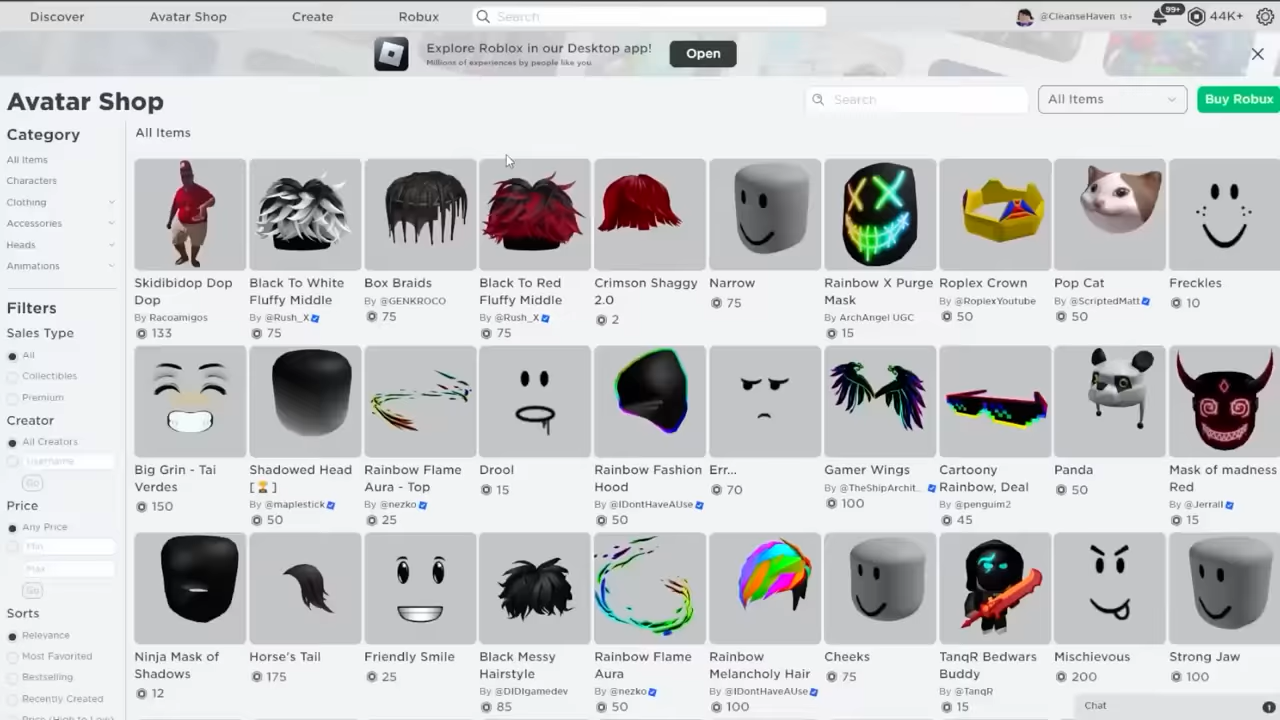 Discover
Avatar Shop
Create
Robux
Search
@CleanseHaven 13+
99+
44K+
Explore Roblox in our Desktop app!
Millions of experiences by people like you
Open
Avatar Shop
Search
All Items
Buy Robux
Category
All Items
Characters
Clothing
Accessories
Heads
Animations
Filters
Sales Type
All
Collectibles
Premium
Creator
All Creators
Username
Go
Price
Any Price
Min
Max
Go
Sorts
Relevance
Most Favorited
Bestselling
Recently Created
Price (High to Low)
All Items
Skidibidop Dop
Dop
By Racoamigos
133
Black To White
Fluffy Middle
By @Rush_X
75
Box Braids
By @GENKROCO
75
Black To Red
Fluffy Middle
By @Rush_X
75
Crimson Shaggy
2.0
2
Narrow
75
Rainbow X Purge
Mask
By ArchAngel UGC
15
Roplex Crown
By @RoplexYoutube
50
Pop Cat
By @ScriptedMatt
50
Freckles
10
Big Grin - Tai
Verdes
150
Shadowed Head
[🏆]
By @maplestick
50
Rainbow Flame
Aura - Top
By @nezko
25
Drool
15
Rainbow Fashion
Hood
By @IDontHaveAUse
50
Err...
70
Gamer Wings
By @TheShipArchit...
100
Cartoony
Rainbow, Deal
By @penguim2
45
Panda
50
Mask of madness
Red
By @Jerrall
15
Ninja Mask of
Shadows
12
Horse's Tail
175
Friendly Smile
25
Black Messy
Hairstyle
By @DIDIgamedev
85
Rainbow Flame
Aura
By @nezko
50
Rainbow
Melancholy Hair
By @IDontHaveAUse
100
Cheeks
75
TanqR Bedwars
Buddy
By @TanqR
15
Mischievous
200
Strong Jaw
100
Chat
1